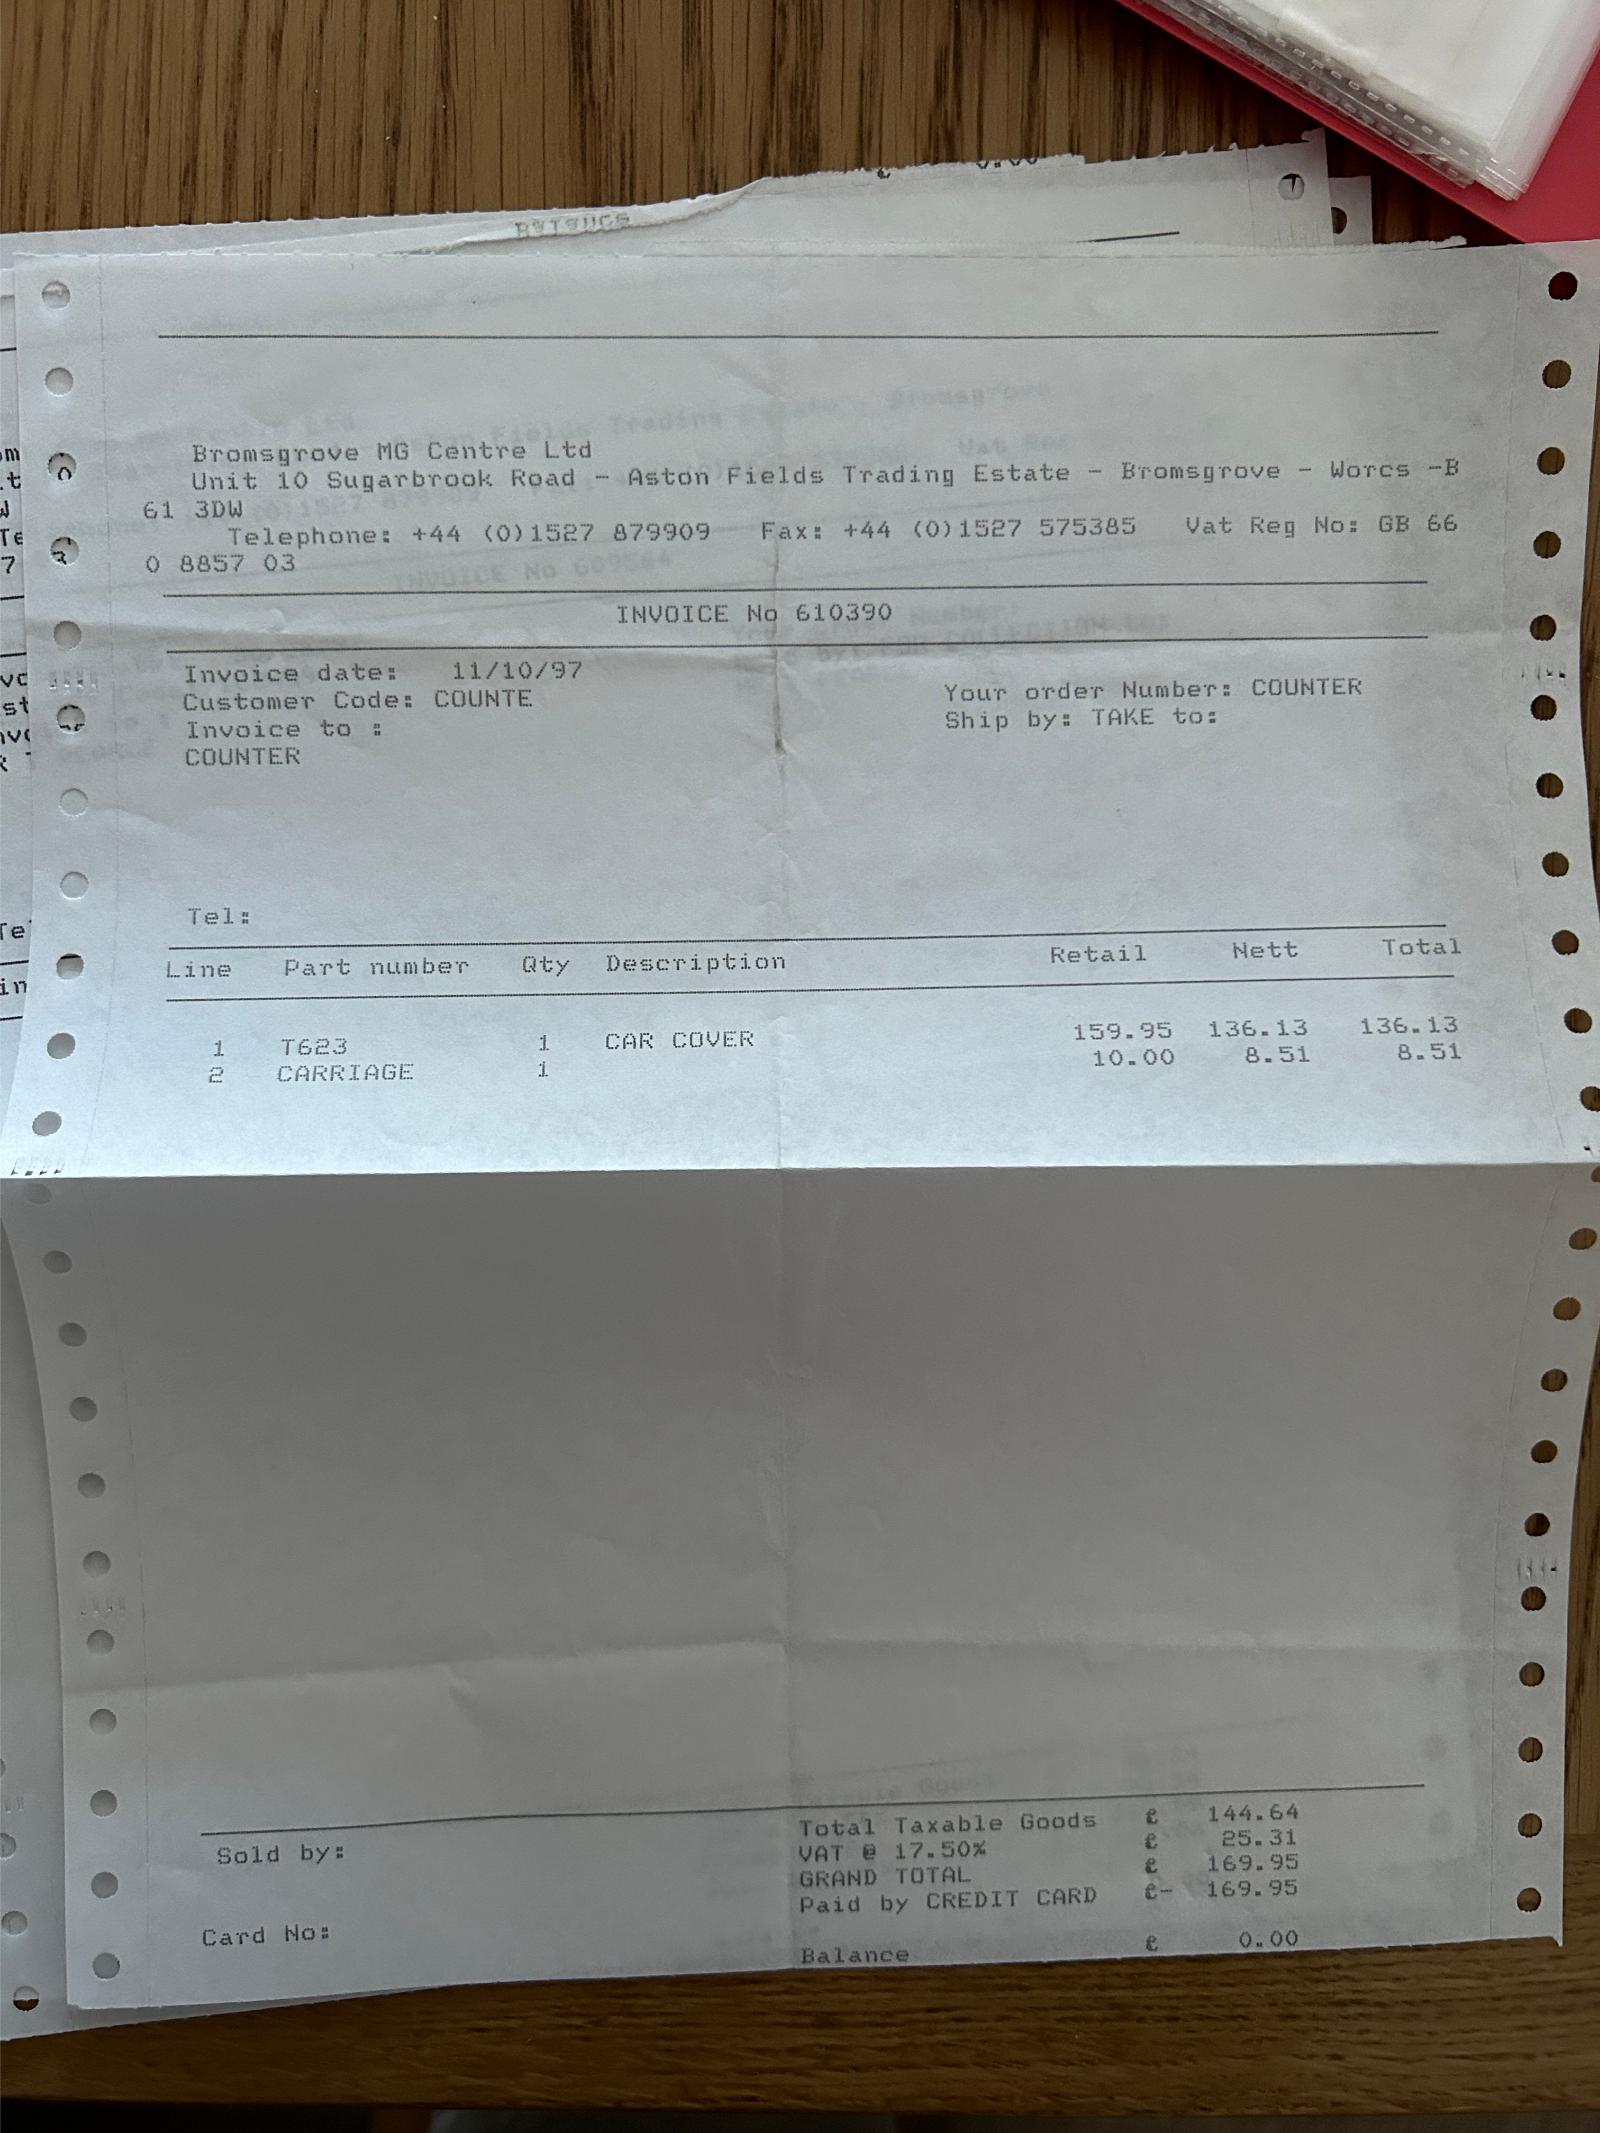 Bromsgrove MG Centre Ltd
Unit 10 Sugarbrook Road - Aston Fields Trading Estate - Bromsgrove - Worcs -B
61 3DW
Telephone: +44 (0)1527 879909 Fax: +44 (0)1527 575385 Vat Reg No: GB 66
0 8857 03
INVOICE No 610390
Invoice date: 11/10/97
Customer Code: COUNTE
Your order Number: COUNTER
Invoice to :
Ship by: TAKE to:
COUNTER
Tel:
Line Part number Qty Description Retail Nett Total
1 T623 1 CAR COVER 159.95 136.13 136.13
2 CARRIAGE 1 10.00 8.51 8.51
Total Taxable Goods £ 144.64
Sold by: VAT @ 17.50% £ 25.31
GRAND TOTAL £ 169.95
Paid by CREDIT CARD £- 169.95
Card No:
Balance £ 0.00